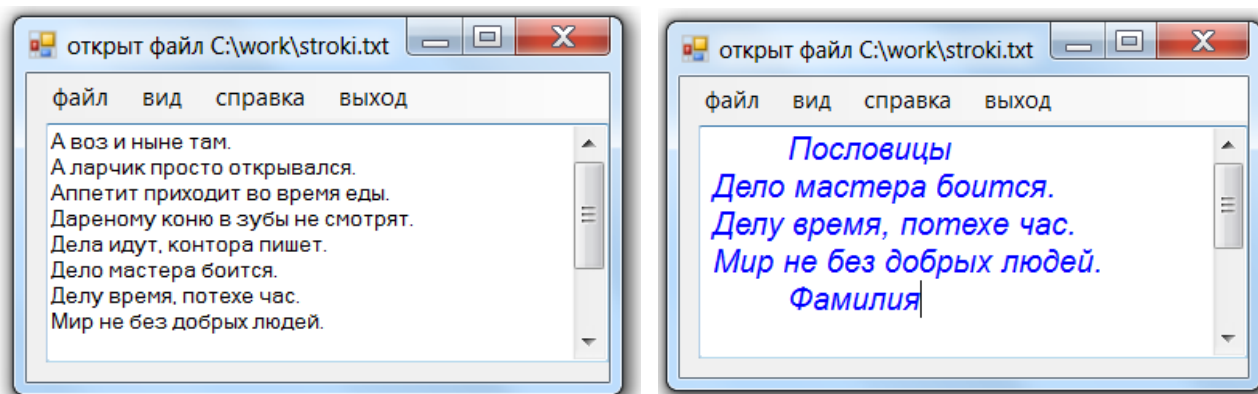 открыт файл C:\work\stroki.txt
файл вид справка выход
А воз и ныне там.
А ларчик просто открывался.
Аппетит приходит во время еды.
Дареному коню в зубы не смотрят.
Дела идут, контора пишет.
Дело мастера боится.
Делу время, потехе час.
Мир не без добрых людей.
открыт файл C:\work\stroki.txt
файл вид справка выход
Пословицы
Дело мастера боится.
Делу время, потехе час.
Мир не без добрых людей.
Фамилия